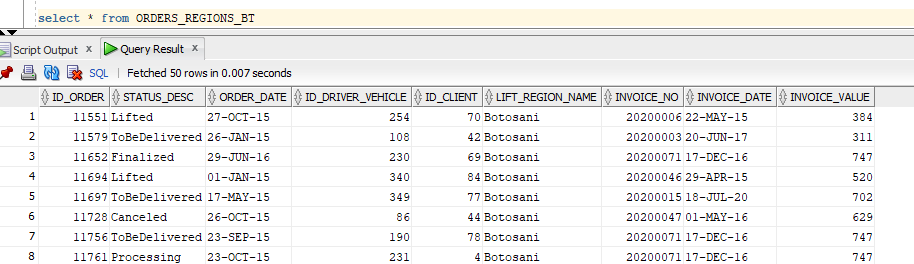 select * from ORDERS_REGIONS_BT
Script Output x Query Result x
SQL | Fetched 50 rows in 0.007 seconds
ID_ORDER STATUS_DESC ORDER_DATE ID_DRIVER_VEHICLE ID_CLIENT LIFT_REGION_NAME INVOICE_NO INVOICE_DATE INVOICE_VALUE
1 11551 Lifted 27-OCT-15 254 70 Botosani 20200006 22-MAY-15 384
2 11579 ToBeDelivered 26-JAN-15 108 42 Botosani 20200003 20-JUN-17 311
3 11652 Finalized 29-JUN-16 230 69 Botosani 20200071 17-DEC-16 747
4 11694 Lifted 01-JAN-15 340 84 Botosani 20200046 29-APR-15 520
5 11697 ToBeDelivered 17-MAY-15 349 77 Botosani 20200015 18-JUL-20 702
6 11728 Canceled 26-OCT-15 86 44 Botosani 20200047 01-MAY-16 629
7 11756 ToBeDelivered 23-SEP-15 190 78 Botosani 20200071 17-DEC-16 747
8 11761 Processing 23-OCT-15 231 4 Botosani 20200071 17-DEC-16 747